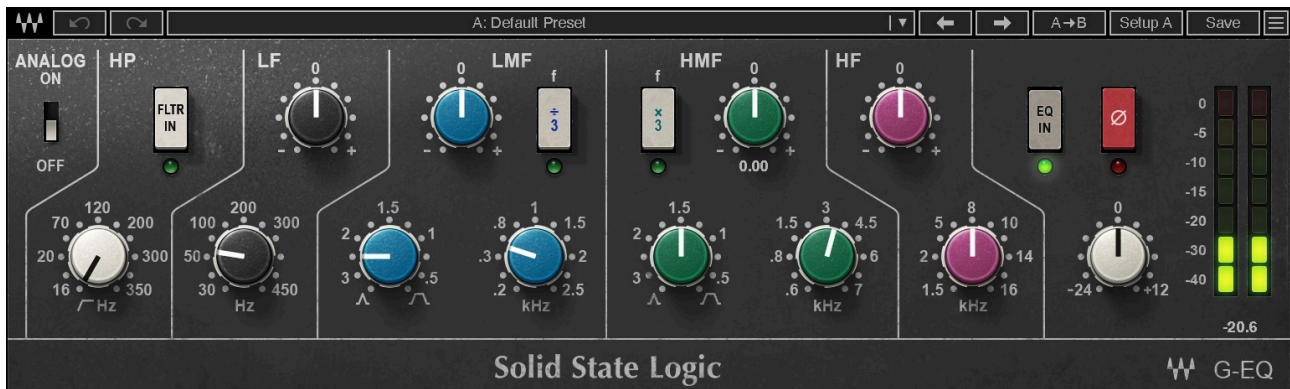 A: Default Preset
A→B
Setup A
Save
ANALOG
ON
OFF
HP
FLTR
IN
120
70
200
20
300
16
350
Hz
LF
0
-
+
200
100
300
50
30
450
Hz
LMF
0
-
+
f
÷
3
1.5
2
1
3
.5
1
.8
1.5
.3
2
.2
2.5
kHz
HMF
f
×
3
0
-
+
0.00
1.5
2
1
3
.5
3
1.5
4.5
.8
6
.6
7
kHz
HF
0
-
+
8
5
10
2
14
1.5
16
kHz
EQ
IN
Ø
0
-24
+12
0
-5
-10
-15
-20
-30
-40
-20.6
Solid State Logic
G-EQ